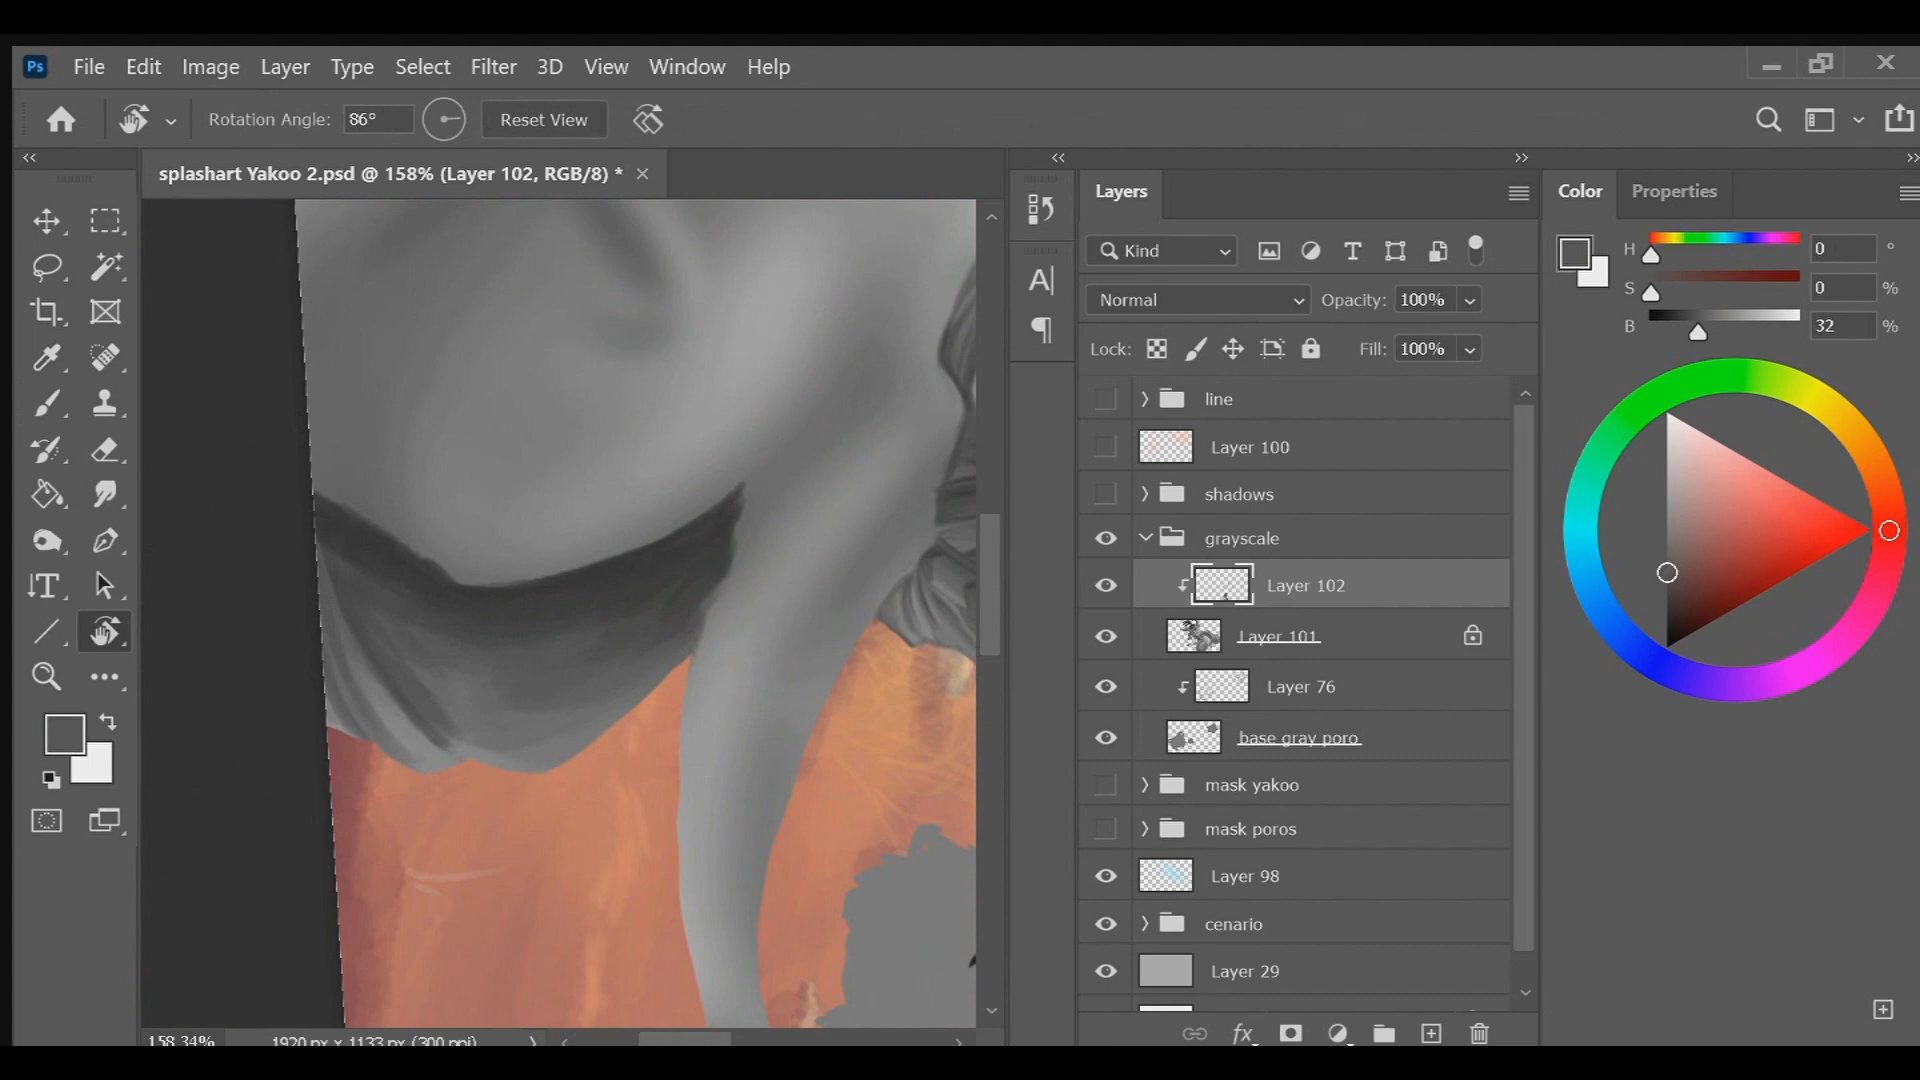 Ps File Edit Image Layer Type Select Filter 3D View Window Help
Rotation Angle: 86° Reset View
splashart Yakoo 2.psd @ 158% (Layer 102, RGB/8) *
Layers
Color Properties
Kind
Normal Opacity: 100%
Lock: Fill: 100%
H 0 °
S 0 %
B 32 %
line
Layer 100
shadows
grayscale
Layer 102
Layer 101
Layer 76
base gray poro
mask yakoo
mask poros
Layer 98
cenario
Layer 29
158.34% 1920 px x 1133 px (300 ppi)
fx